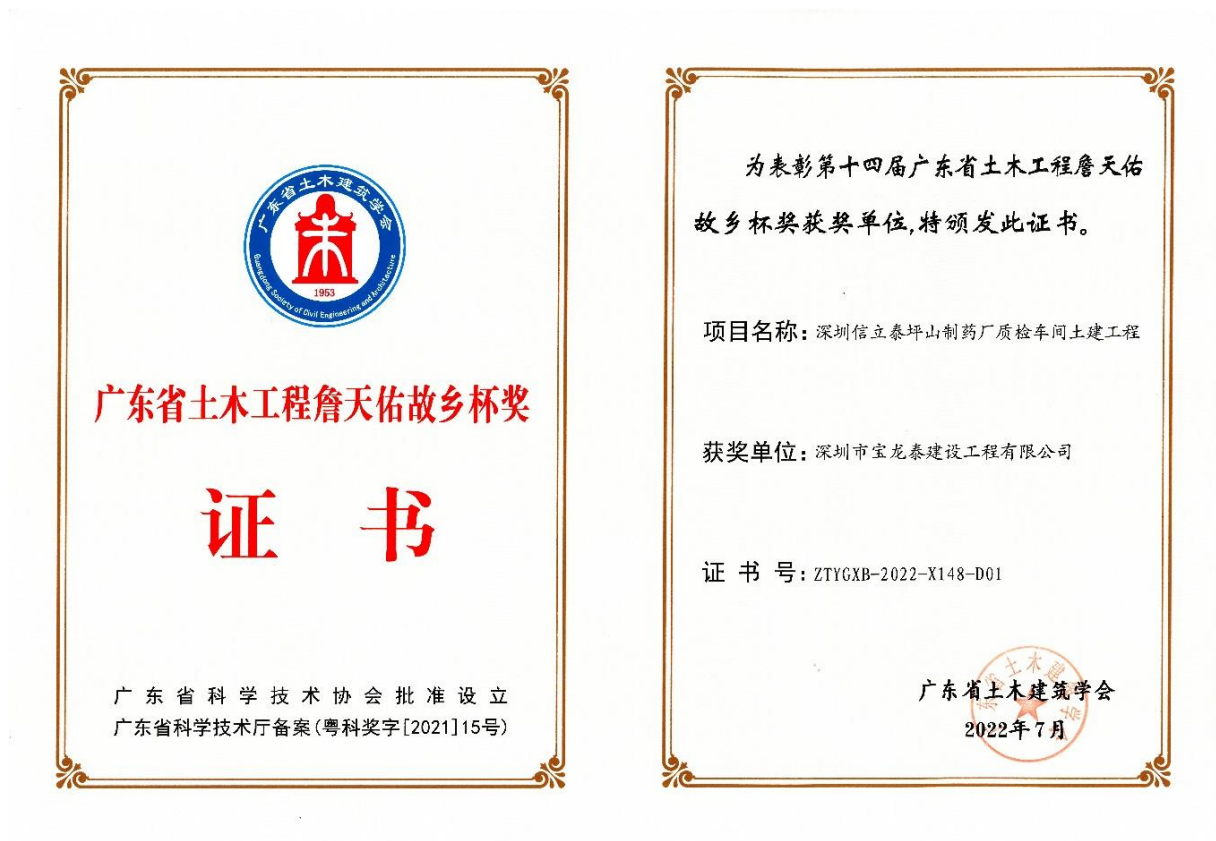 广东省土木建筑学会
1953
Guangdong Society of Civil Engineering and Architecture
广东省土木工程詹天佑故乡杯奖
证 书
广东省科学技术协会批准设立
广东省科学技术厅备案(粤科奖字[2021]15号)
为表彰第十四届广东省土木工程詹天佑
故乡杯奖获奖单位,特颁发此证书。
项目名称: 深圳信立泰坪山制药厂质检车间土建工程
获奖单位: 深圳市宝龙泰建设工程有限公司
证 书 号: ZTYGXB-2022-X148-D01
广东省土木建筑学会
2022年7月